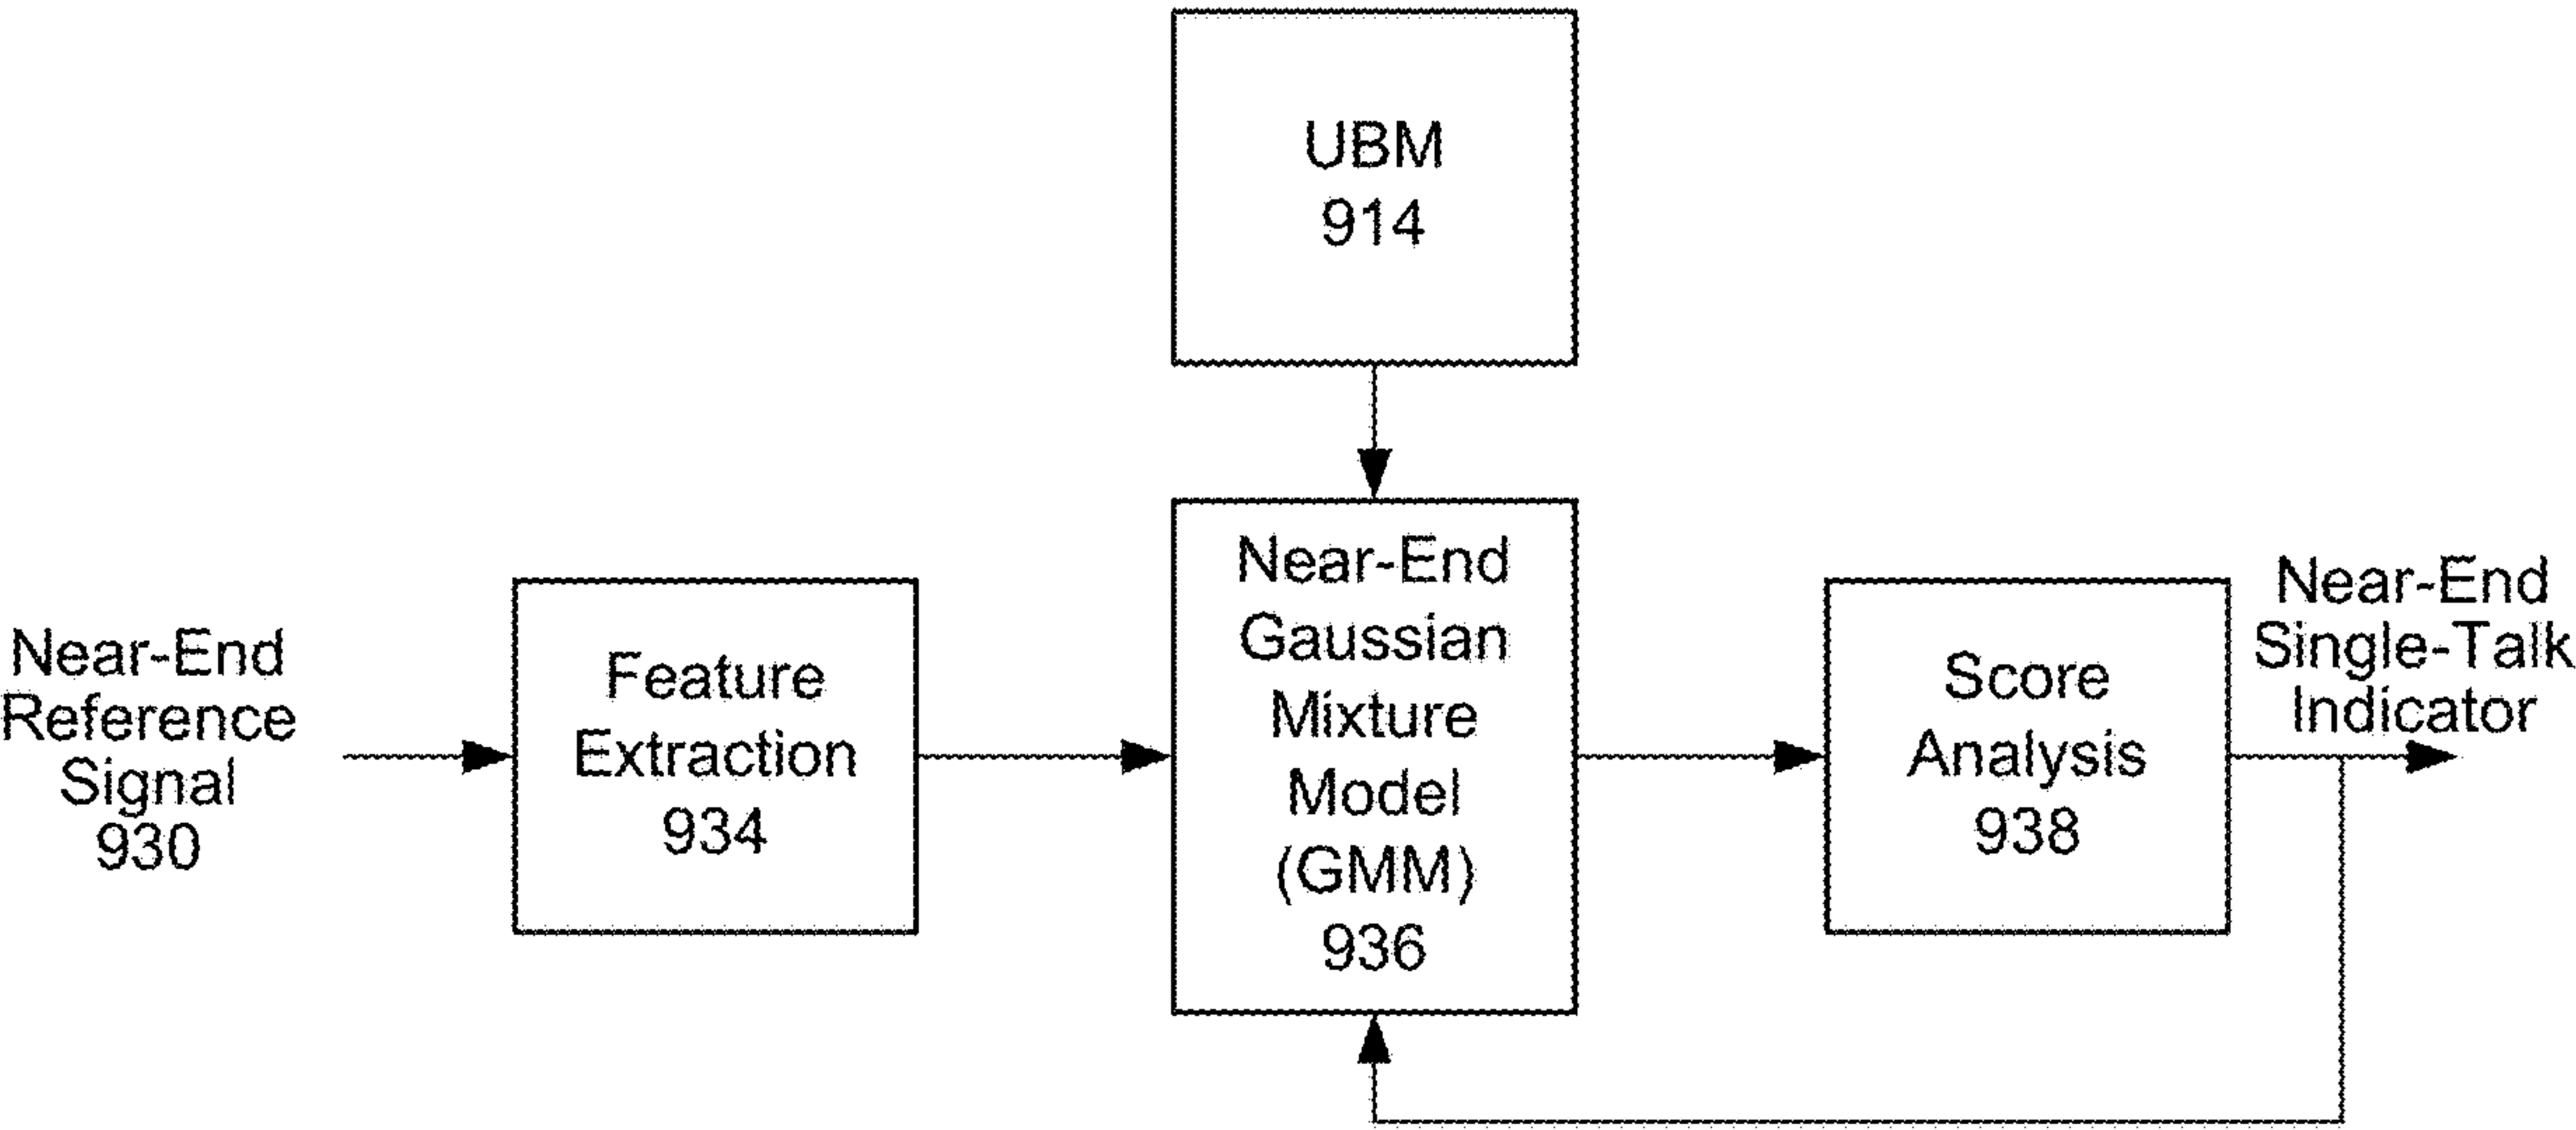 UBM
914
Near-End
Reference
Signal
930
Feature
Extraction
934
Near-End
Gaussian
Mixture
Model
(GMM)
936
Score
Analysis
938
Near-End
Single-Talk
Indicator